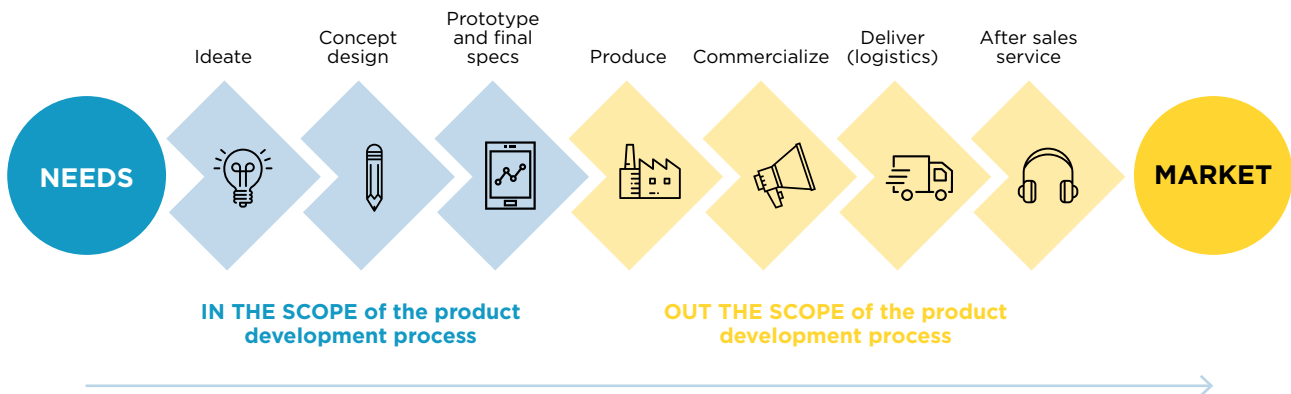 Ideate
Concept
design
Prototype
and final
specs
Produce
Commercialize
Deliver
(logistics)
After sales
service
NEEDS
MARKET
IN THE SCOPE of the product
development process
OUT THE SCOPE of the product
development process